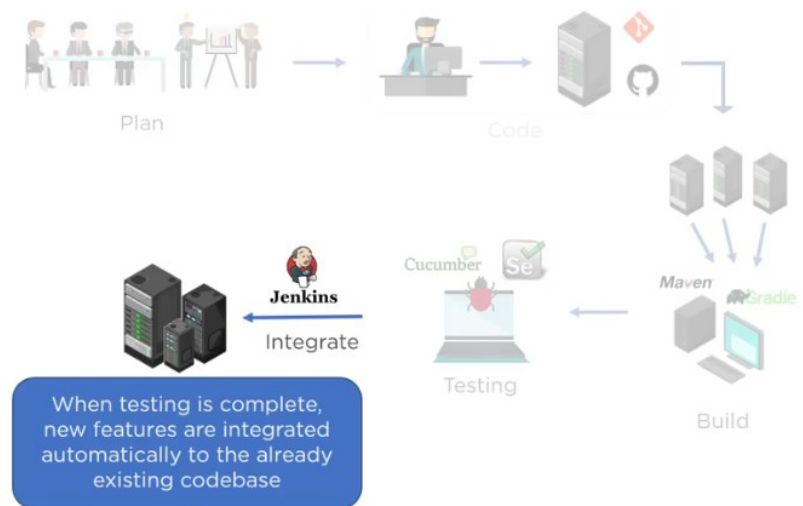 Plan
Code
Maven
Gradle
Build
Cucumber
Se
Testing
Jenkins
Integrate
When testing is complete,
new features are integrated
automatically to the already
existing codebase